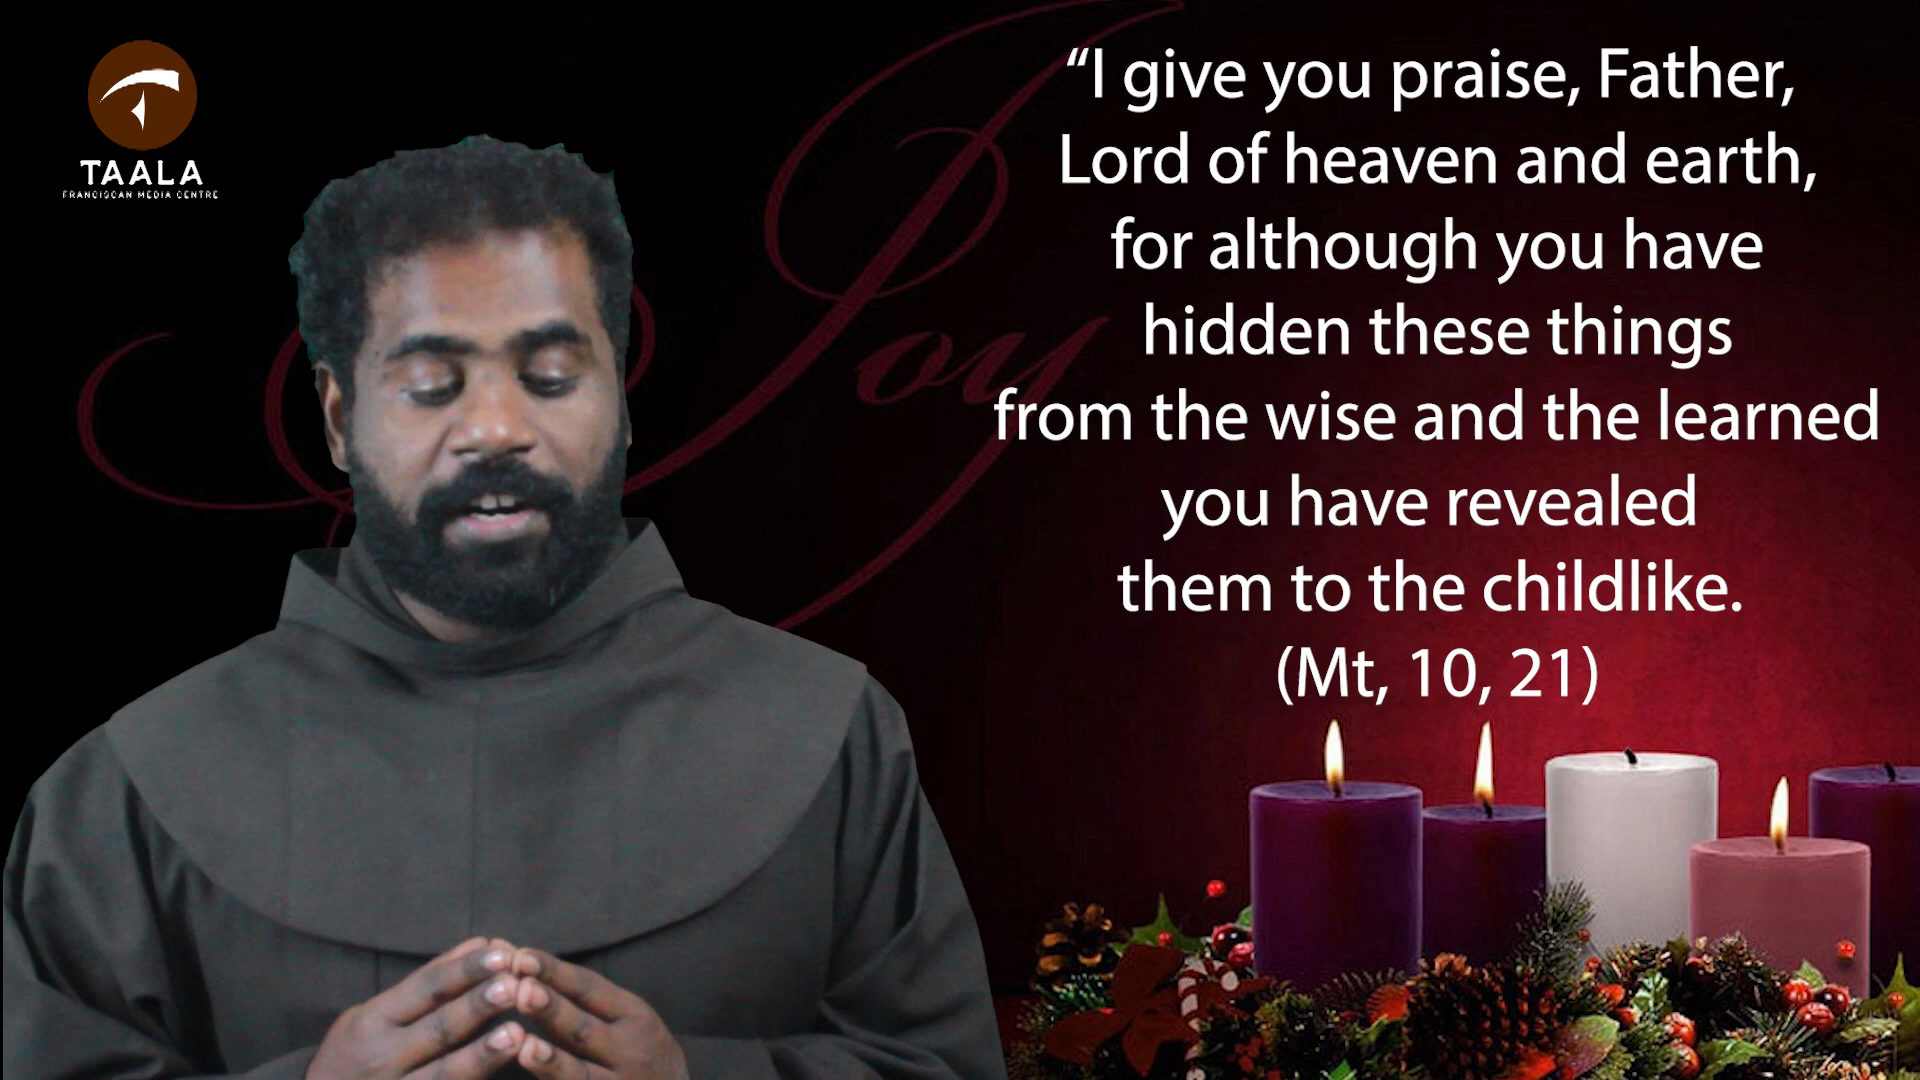 TAALA
FRANCISCAN MEDIA CENTRE
Joy
“I give you praise, Father,
Lord of heaven and earth,
for although you have
hidden these things
from the wise and the learned
you have revealed
them to the childlike.
(Mt, 10, 21)